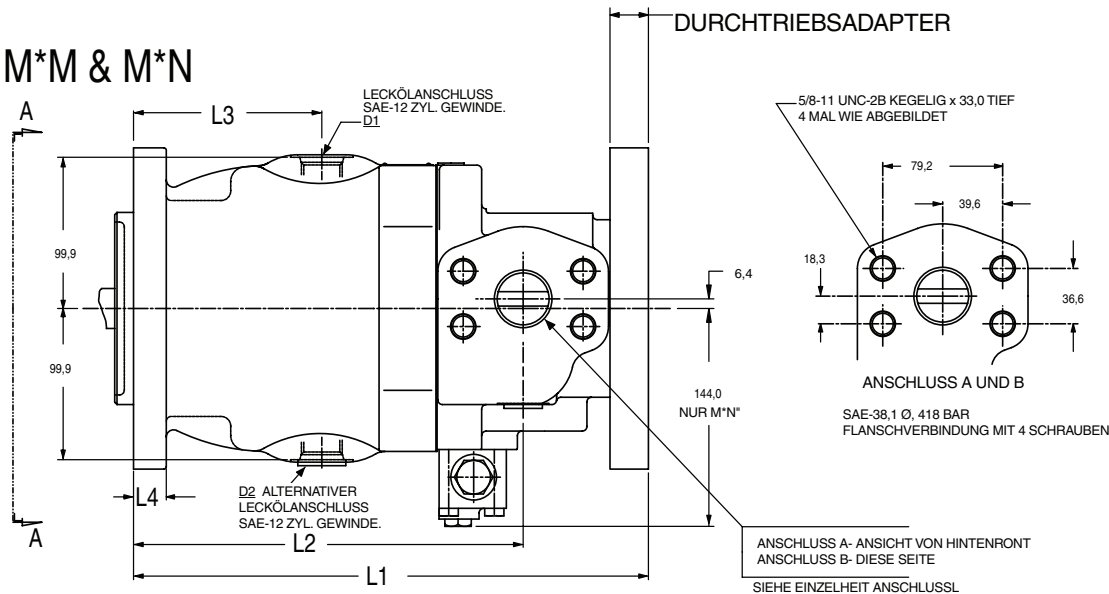 DURCHTRIEBSADAPTER
M*M & M*N
A
L3
LECKÖLANSCHLUSS
SAE-12 ZYL. GEWINDE.
D1
99,9
99,9
6,4
144,0
NUR M*N"
L4
D2 ALTERNATIVER
LECKÖLANSCHLUSS
SAE-12 ZYL. GEWINDE.
A
L2
L1
5/8-11 UNC-2B KEGELIG x 33,0 TIEF
4 MAL WIE ABGEBILDET
79,2
39,6
18,3
36,6
ANSCHLUSS A UND B
SAE-38,1 Ø, 418 BAR
FLANSCHVERBINDUNG MIT 4 SCHRAUBEN
ANSCHLUSS A- ANSICHT VON HINTENRONT
ANSCHLUSS B- DIESE SEITE
SIEHE EINZELHEIT ANSCHLUSSL